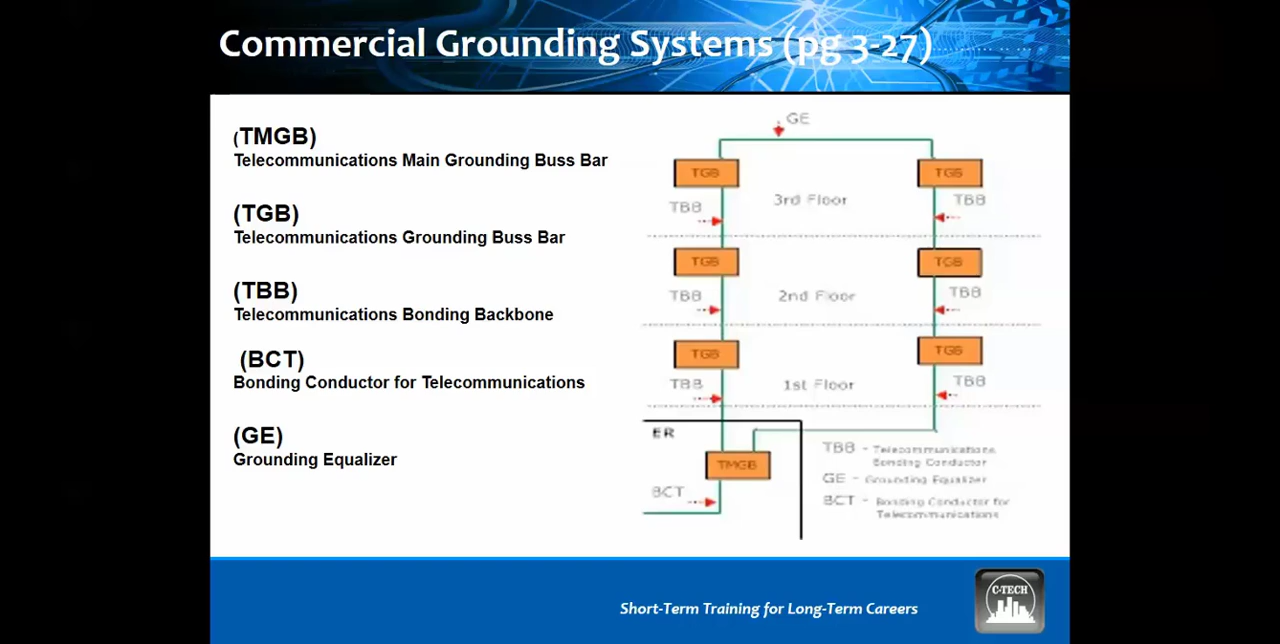 Commercial Grounding Systems (pg 3-27)
(TMGB)
Telecommunications Main Grounding Buss Bar
(TGB)
Telecommunications Grounding Buss Bar
(TBB)
Telecommunications Bonding Backbone
(BCT)
Bonding Conductor for Telecommunications
(GE)
Grounding Equalizer
GE
TGB
TGB
TBB
3rd Floor
TBB
TGB
TGB
TBB
2nd Floor
TBB
TGB
TGB
TBB
1st Floor
TBB
ER
TMGB
BCT
TBB - Telecommunications
Bonding Conductor
GE - Grounding Equalizer
BCT - Bonding Conductor for
Telecommunications
Short-Term Training for Long-Term Careers
C-TECH